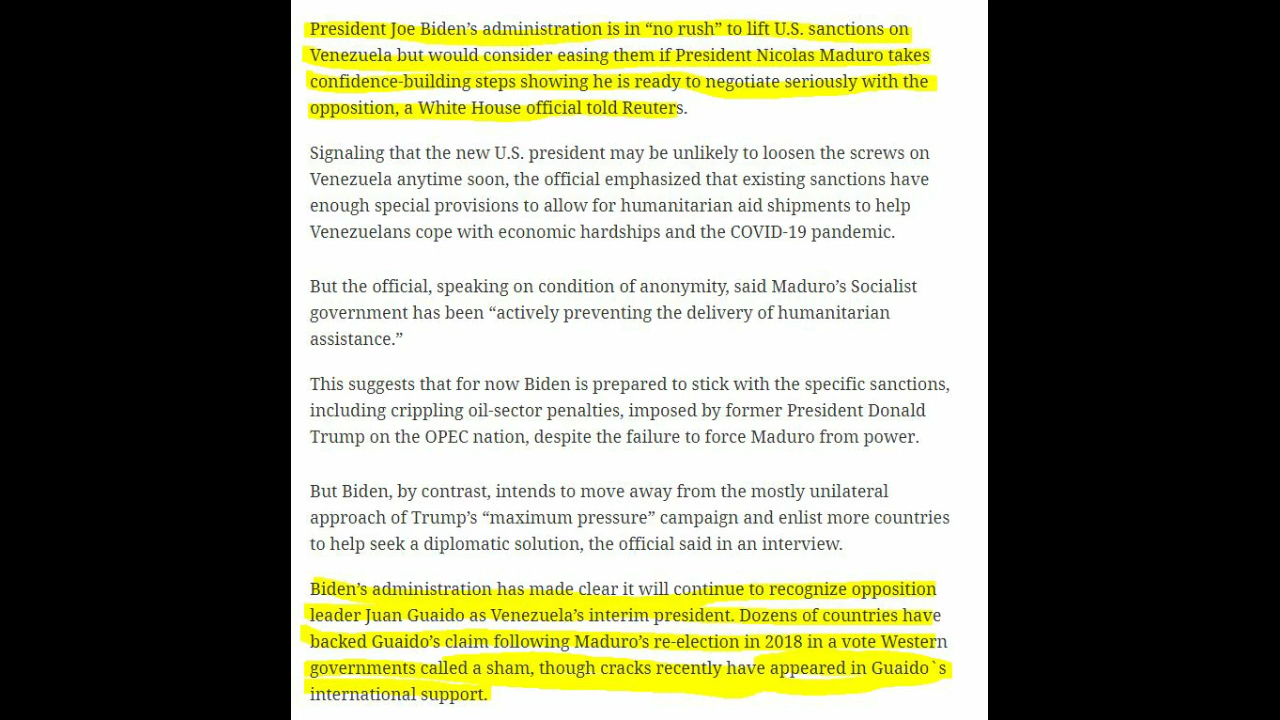 President Joe Biden’s administration is in “no rush” to lift U.S. sanctions on
Venezuela but would consider easing them if President Nicolas Maduro takes
confidence-building steps showing he is ready to negotiate seriously with the
opposition, a White House official told Reuters.
Signaling that the new U.S. president may be unlikely to loosen the screws on
Venezuela anytime soon, the official emphasized that existing sanctions have
enough special provisions to allow for humanitarian aid shipments to help
Venezuelans cope with economic hardships and the COVID-19 pandemic.
But the official, speaking on condition of anonymity, said Maduro’s Socialist
government has been “actively preventing the delivery of humanitarian
assistance.”
This suggests that for now Biden is prepared to stick with the specific sanctions,
including crippling oil-sector penalties, imposed by former President Donald
Trump on the OPEC nation, despite the failure to force Maduro from power.
But Biden, by contrast, intends to move away from the mostly unilateral
approach of Trump’s “maximum pressure” campaign and enlist more countries
to help seek a diplomatic solution, the official said in an interview.
Biden’s administration has made clear it will continue to recognize opposition
leader Juan Guaido as Venezuela’s interim president. Dozens of countries have
backed Guaido’s claim following Maduro’s re-election in 2018 in a vote Western
governments called a sham, though cracks recently have appeared in Guaido`s
international support.